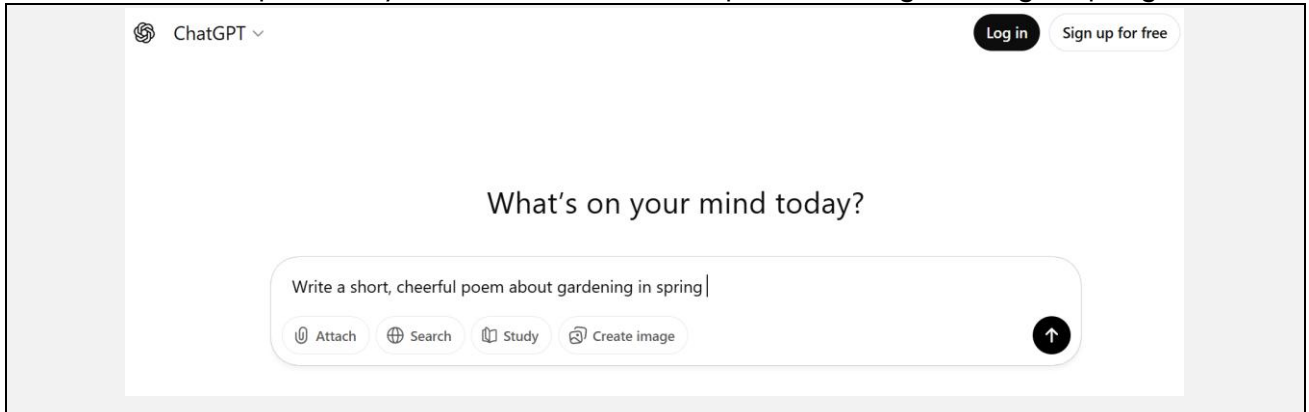 ChatGPT
Log in
Sign up for free
What's on your mind today?
Write a short, cheerful poem about gardening in spring
Attach
Search
Study
Create image